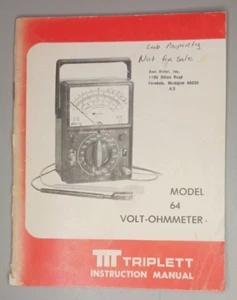 Lab. Property
Not for sale
MODEL
64
VOLT-OHMMETER
TRIPLETT
INSTRUCTION MANUAL